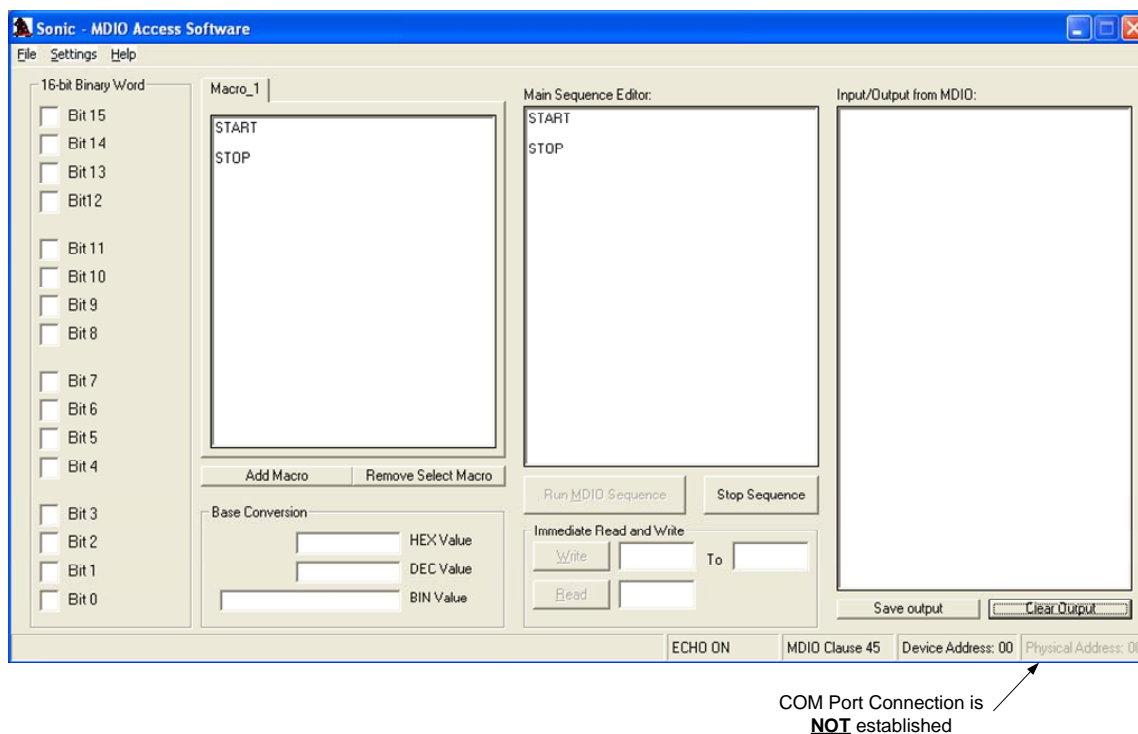 Sonic - MDIO Access Software
File Settings Help
16-bit Binary Word
Bit 15
Bit 14
Bit 13
Bit12
Bit 11
Bit 10
Bit 9
Bit 8
Bit 7
Bit 6
Bit 5
Bit 4
Bit 3
Bit 2
Bit 1
Bit 0
Macro_1
START
STOP
Add Macro
Remove Select Macro
Base Conversion
HEX Value
DEC Value
BIN Value
Main Sequence Editor:
START
STOP
Run MDIO Sequence
Stop Sequence
Immediate Read and Write
Write
To
Read
Input/Output from MDIO:
Save output
Clear Output
ECHO ON
MDIO Clause 45
Device Address: 00
Physical Address: 00
COM Port Connection is
NOT established